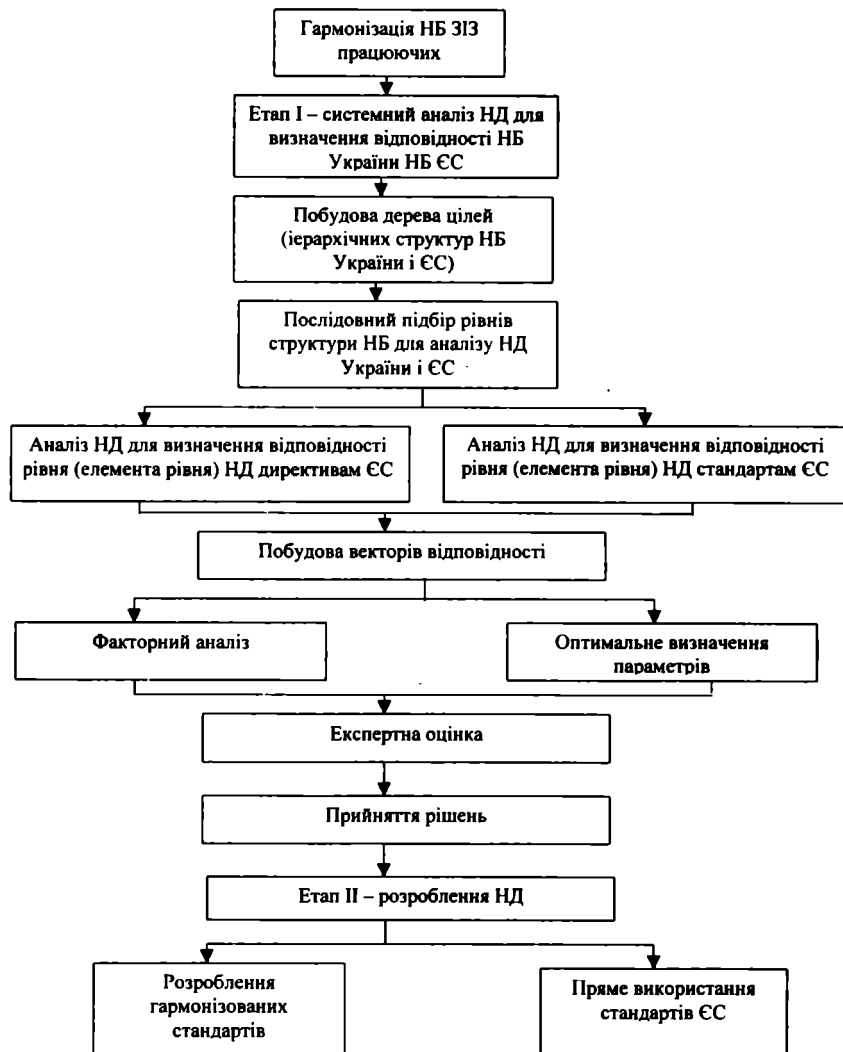 Гармонізація НБ ЗІЗ
працюючих
Етап I – системний аналіз НД для
визначення відповідності НБ
України НБ ЄС
Побудова дерева цілей
(ієрархічних структур НБ
України і ЄС)
Послідовний підбір рівнів
структури НБ для аналізу НД
України і ЄС
Аналіз НД для визначення відповідності
рівня (елемента рівня) НД директивам ЄС
Аналіз НД для визначення відповідності
рівня (елемента рівня) НД стандартам ЄС
Побудова векторів відповідності
Факторний аналіз
Оптимальне визначення
параметрів
Експертна оцінка
Прийняття рішень
Етап II – розроблення НД
Розроблення
гармонізованих
стандартів
Пряме використання
стандартів ЄС